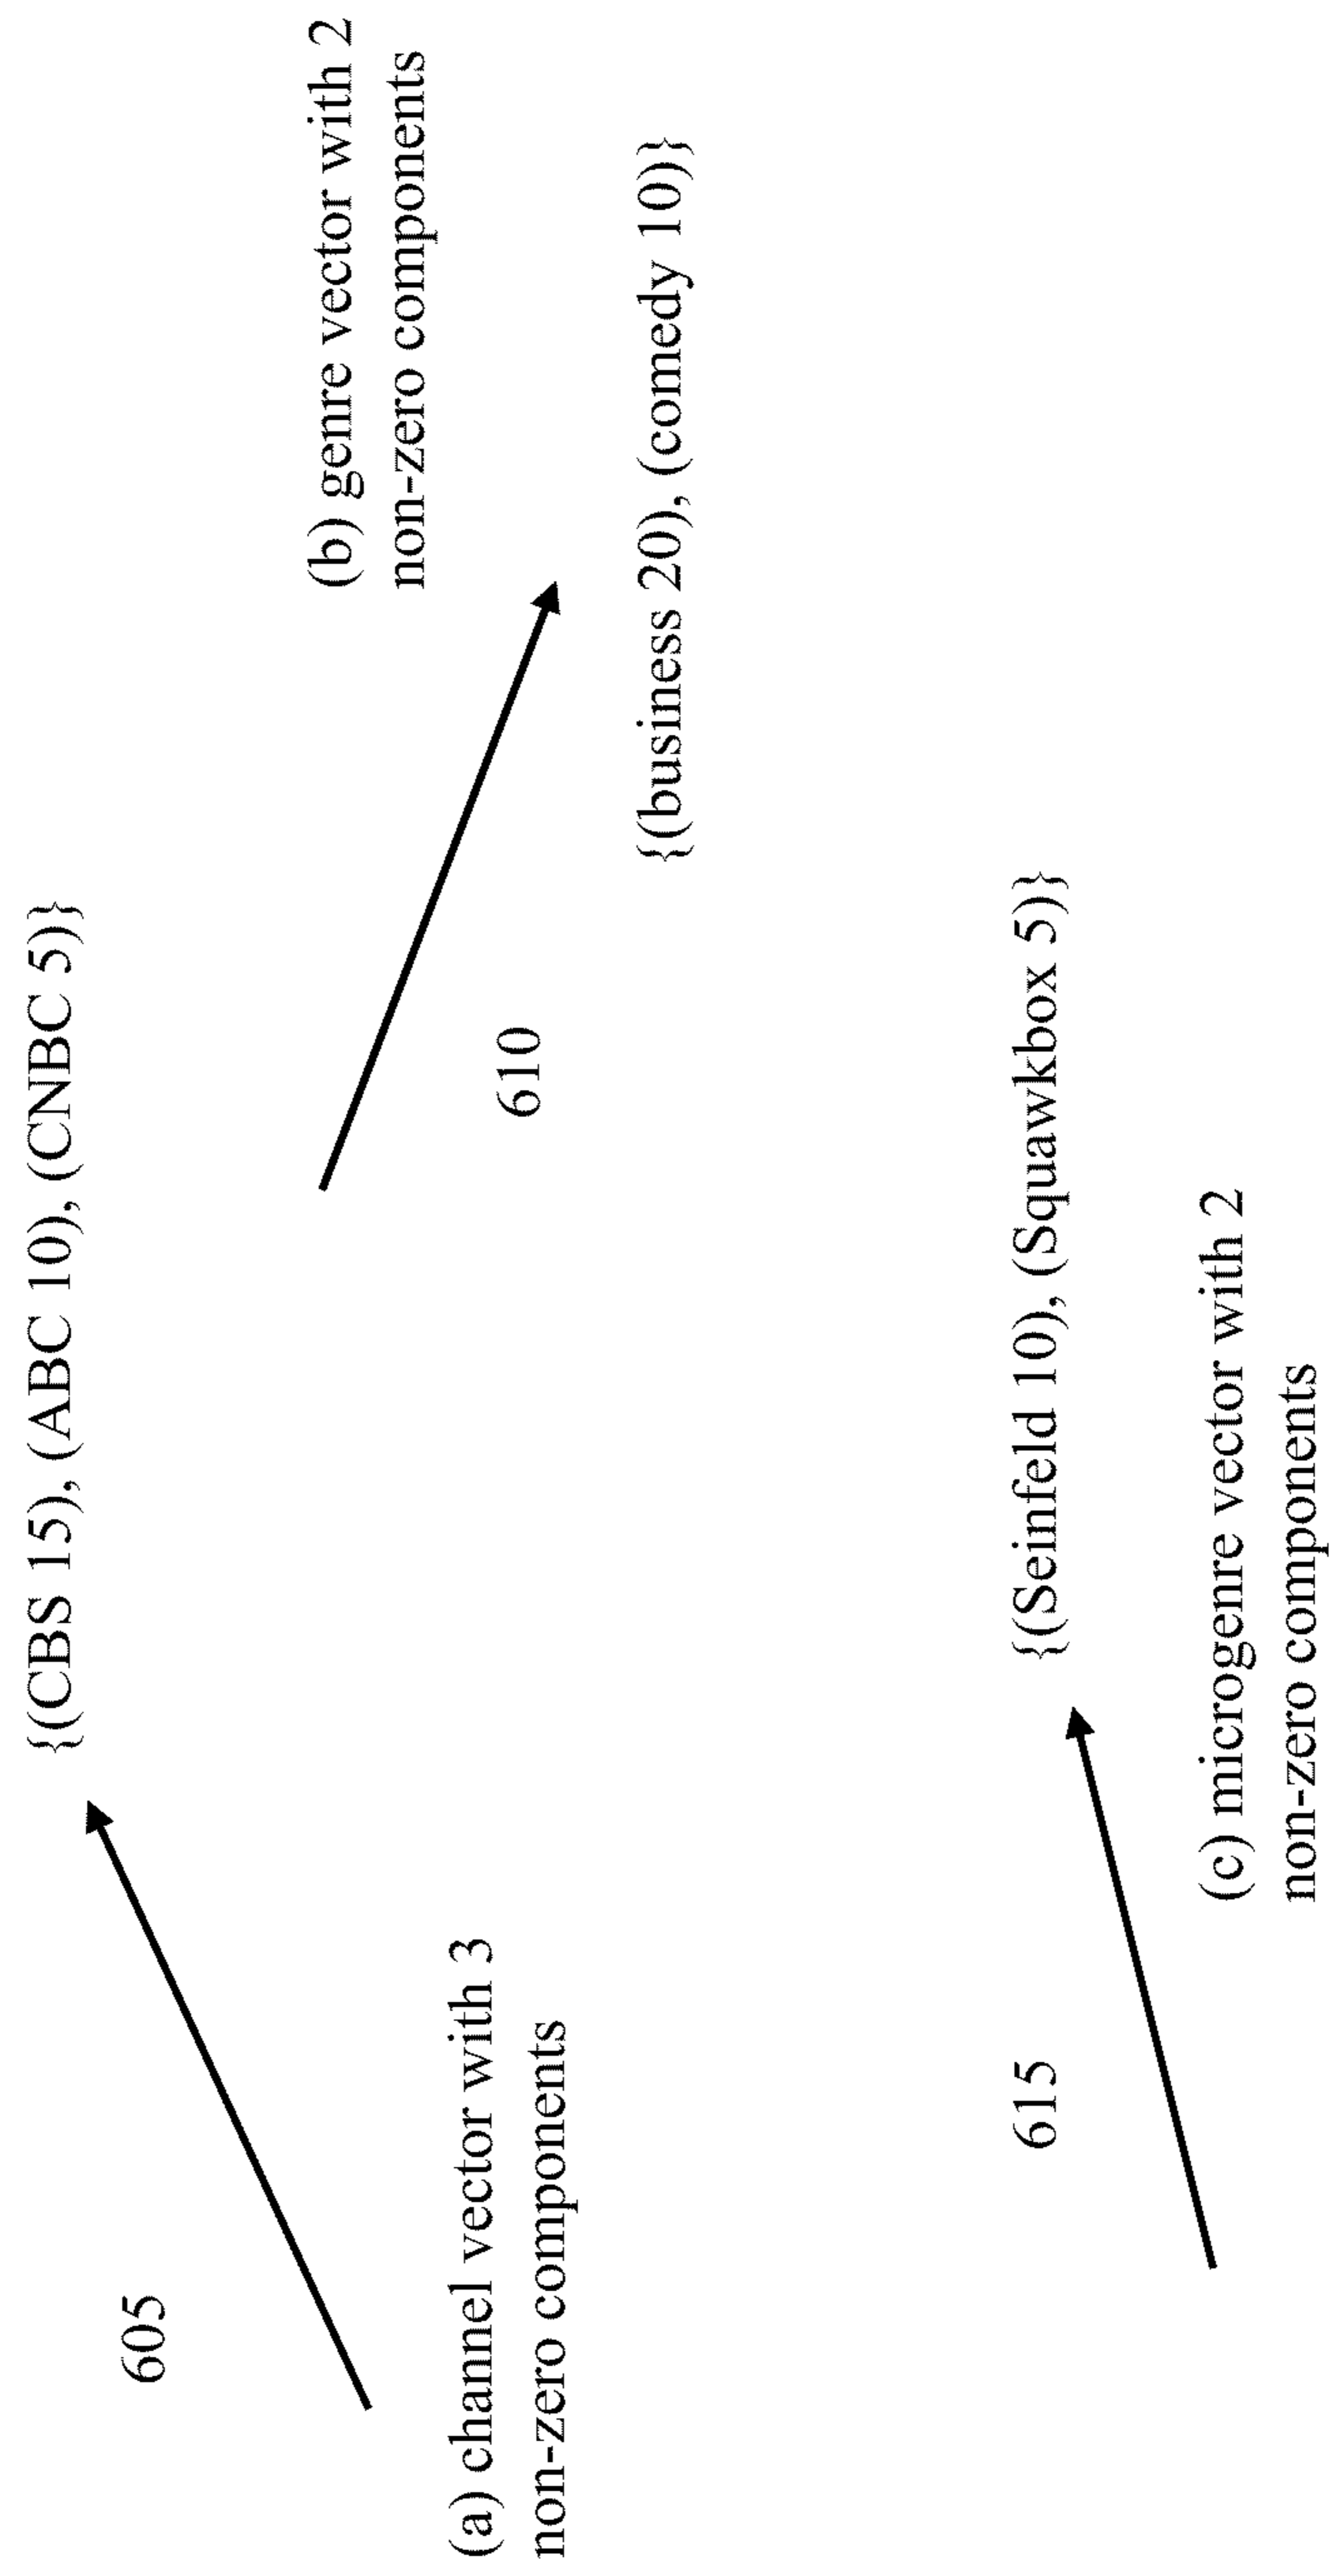 {(CBS 15), (ABC 10), (CNBC 5)}
605
(a) channel vector with 3
non-zero components
(b) genre vector with 2
non-zero components
610
{(business 20), (comedy 10)}
615
{(Seinfeld 10), (Squawkbox 5)}
(c) microgenre vector with 2
non-zero components